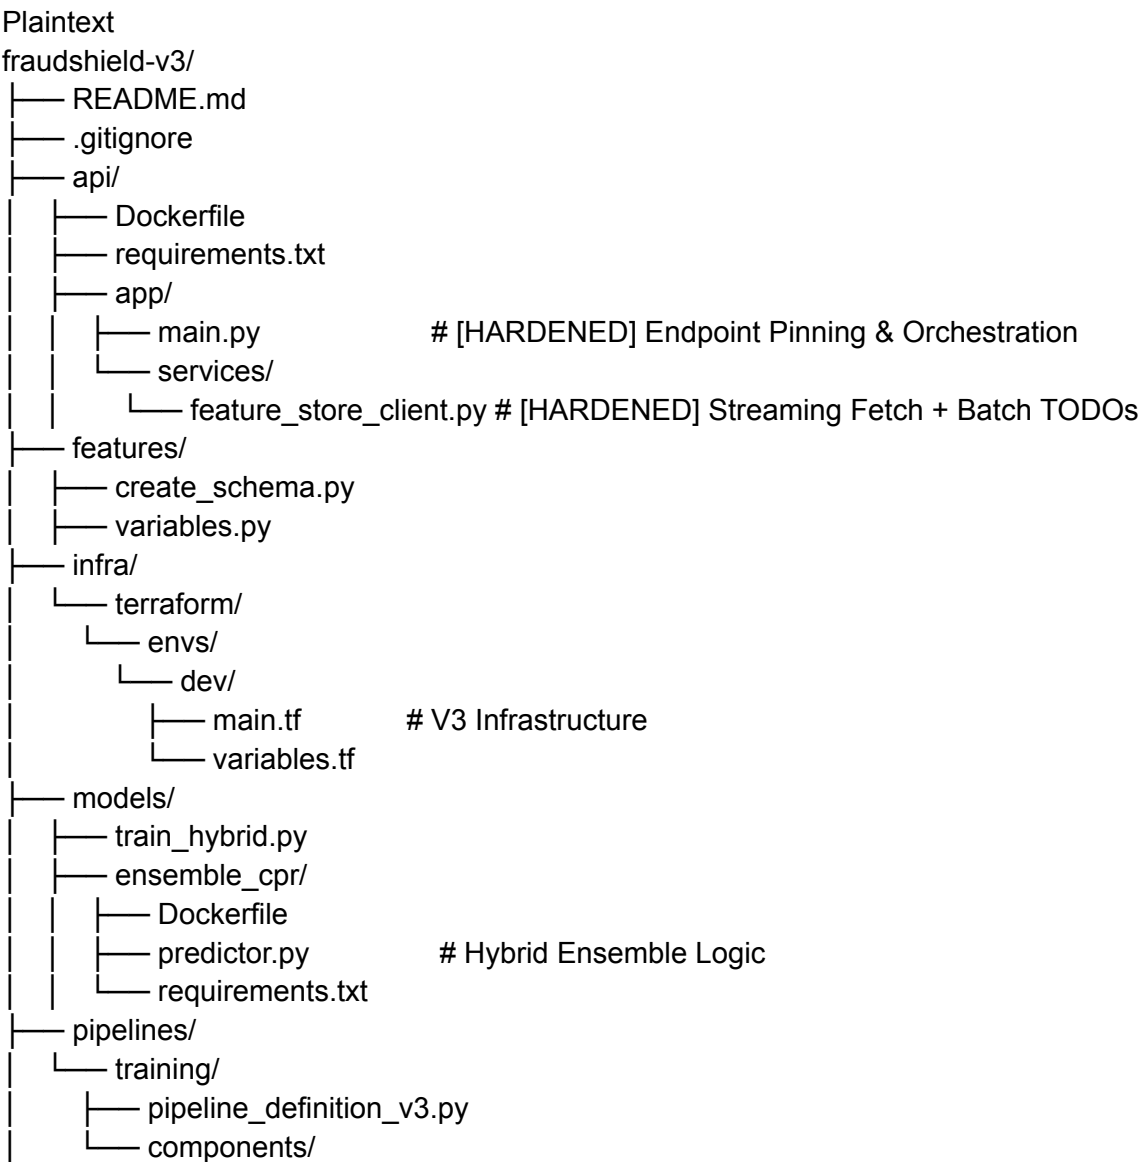 Plaintext
fraudshield-v3/
├── README.md
├── .gitignore
├── api/
│   ├── Dockerfile
│   ├── requirements.txt
│   ├── app/
│   │   ├── main.py # [HARDENED] Endpoint Pinning & Orchestration
│   │   └── services/
│   │       └── feature_store_client.py # [HARDENED] Streaming Fetch + Batch TODOs
├── features/
│   ├── create_schema.py
│   ├── variables.py
├── infra/
│   └── terraform/
│       └── envs/
│           └── dev/
│               ├── main.tf # V3 Infrastructure
│               └── variables.tf
├── models/
│   ├── train_hybrid.py
│   ├── ensemble_cpr/
│   │   ├── Dockerfile
│   │   ├── predictor.py # Hybrid Ensemble Logic
│   │   └── requirements.txt
├── pipelines/
│   └── training/
│       ├── pipeline_definition_v3.py
│       └── components/